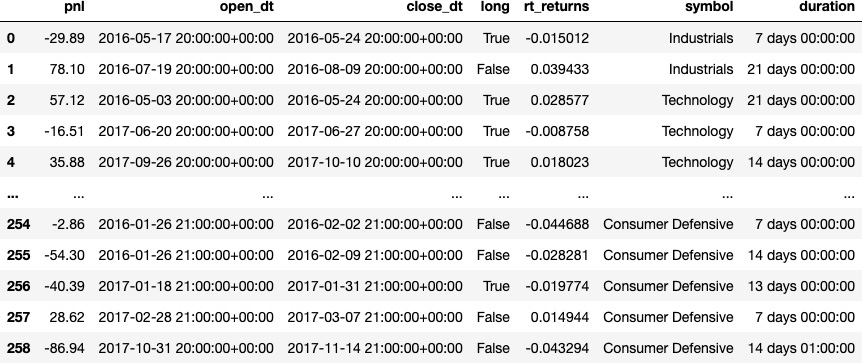 pnl open_dt close_dt long rt_returns symbol duration
0 -29.89 2016-05-17 20:00:00+00:00 2016-05-24 20:00:00+00:00 True -0.015012 Industrials 7 days 00:00:00
1 78.10 2016-07-19 20:00:00+00:00 2016-08-09 20:00:00+00:00 False 0.039433 Industrials 21 days 00:00:00
2 57.12 2016-05-03 20:00:00+00:00 2016-05-24 20:00:00+00:00 True 0.028577 Technology 21 days 00:00:00
3 -16.51 2017-06-20 20:00:00+00:00 2017-06-27 20:00:00+00:00 True -0.008758 Technology 7 days 00:00:00
4 35.88 2017-09-26 20:00:00+00:00 2017-10-10 20:00:00+00:00 True 0.018023 Technology 14 days 00:00:00
... ... ... ... ... ... ... ...
254 -2.86 2016-01-26 21:00:00+00:00 2016-02-02 21:00:00+00:00 False -0.044688 Consumer Defensive 7 days 00:00:00
255 -54.30 2016-01-26 21:00:00+00:00 2016-02-09 21:00:00+00:00 False -0.028281 Consumer Defensive 14 days 00:00:00
256 -40.39 2017-01-18 21:00:00+00:00 2017-01-31 21:00:00+00:00 True -0.019774 Consumer Defensive 13 days 00:00:00
257 28.62 2017-02-28 21:00:00+00:00 2017-03-07 21:00:00+00:00 False 0.014944 Consumer Defensive 7 days 00:00:00
258 -86.94 2017-10-31 20:00:00+00:00 2017-11-14 21:00:00+00:00 False -0.043294 Consumer Defensive 14 days 01:00:00